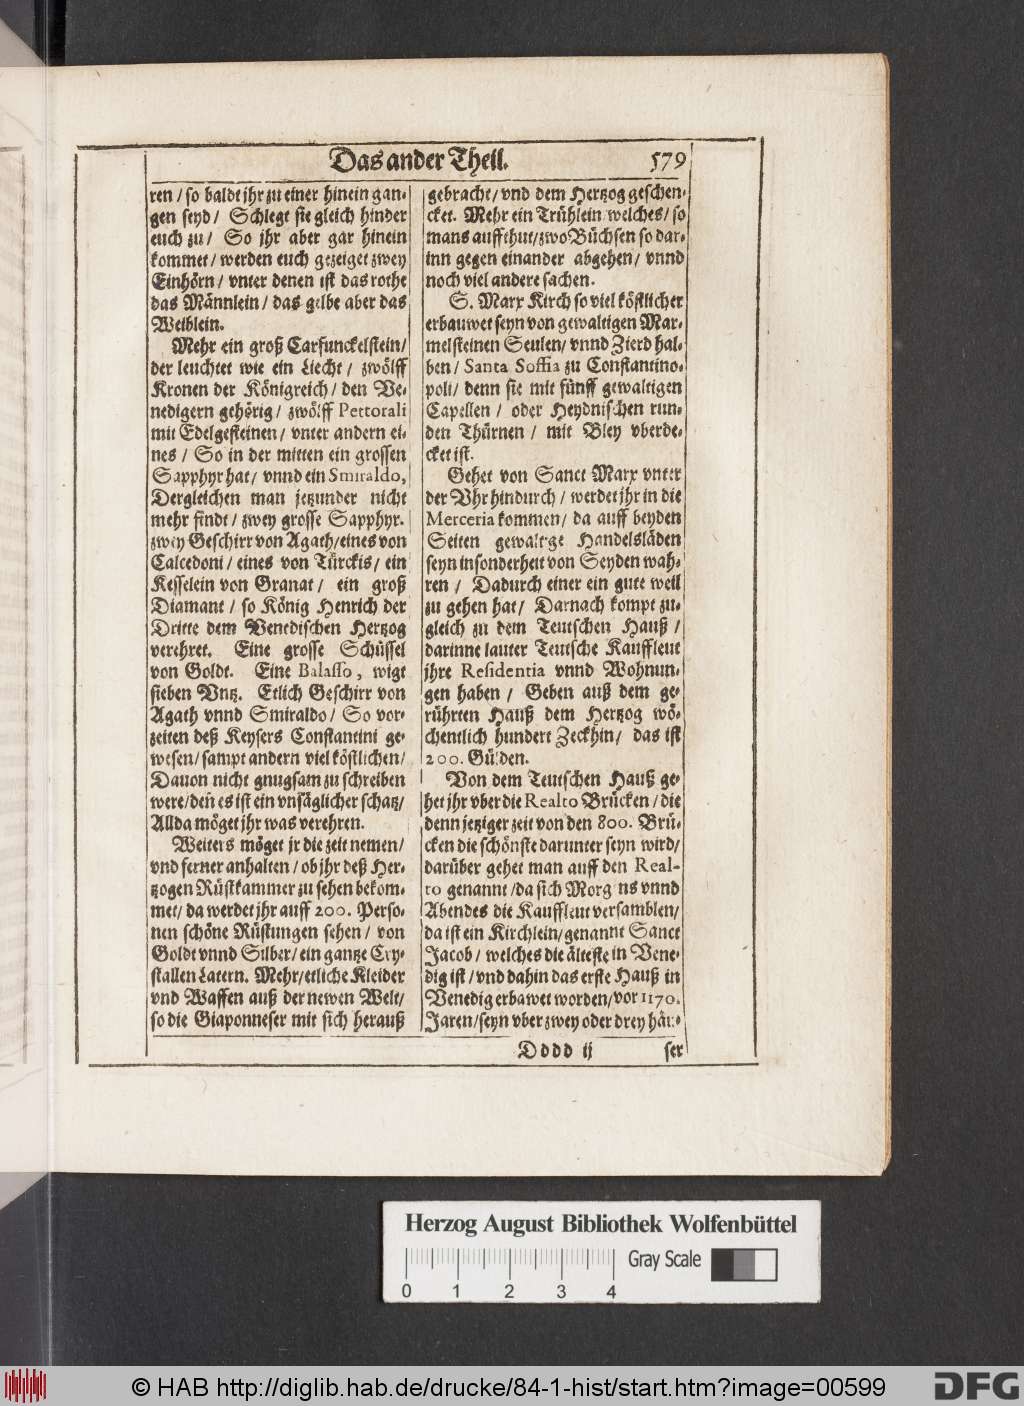 Das ander Theil. 579
ren / so baldt jhr zu einer hinein gan-
gen seyd / Schlegt sie gleich hinder
euch zu / So jhr aber gar hinein
kommet / werden euch gezeiget zwey
Einhörn / vnter denen ist das rothe
das Männlein / das gelbe aber das
Weiblein.
Mehr ein groß Carfunckelstein /
der leuchtet wie ein Liecht / zwölff
Kronen der Königreich / den Ve-
nedigern gehörig / zwölff Pettorali
mit Edelgesteinen / vnter andern ei-
nes / So in der mitten ein grossen
Sapphyr hat / vnnd ein Smiraldo,
Dergleichen man jetzunder nicht
mehr findt / zwey grosse Sapphyr.
zwey Geschirr von Agath / eines von
Calcedoni / eines von Türckis / ein
Kesselein von Granat / ein groß
Diamant / so König Henrich der
Dritte dem Venedischen Hertzog
verehret. Eine grosse Schüssel
von Goldt. Eine Balasso, wigt
sieben Vntz. Etlich Geschirr von
Agath vnnd Smiraldo / So vor-
zeiten deß Keysers Constantini ge-
wesen / sampt andern viel köstlichen /
Dauon nicht gnugsam zu schreiben
were / deñ es ist ein vnsäglicher schatz /
Allda möget jhr was verehren.
Weiters möget jr die zeit nemen /
vnd ferner anhalten / ob jhr deß Her-
tzogen Rüstkammer zu sehen bekom-
met / da werdet jhr auff 200. Perso-
nen schöne Rüstungen sehen / von
Goldt vnnd Silber / ein gantze Cry-
stallen Latern. Mehr / etliche Kleider
vnd Waffen auß der newen Welt /
so die Giaponneser mit sich herauß
gebracht / vnd dem Hertzog geschen-
cket. Mehr ein Trühlein / welches / so
mans auffthut / zwo Büchsen so dar-
inn gegen einander abgehen / vnnd
noch viel andere sachen.
S. Marx Kirch so viel köstlicher
erbauwet seyn von gewaltigen Mar-
melsteinen Seulen / vnnd Zierd hal-
ben / Santa Soffia zu Constantino-
poli / denn sie mit fünff gewaltigen
Capellen / oder Heydnischen run-
den Thürnen / mit Bley vberde-
cket ist.
Gehet von Sanct Marx vnter
der Vhr hindurch / werdet jhr in die
Merceria kommen / da auff beyden
Seiten gewaltge Handelsläden
seyn insonderheit von Seyden wah-
ren / Dadurch einer ein gute weil
zu gehen hat / Darnach kompt zu-
gleich zu dem Teutschen Hauß /
darinne lauter Teutsche Kauffleut
jhre Residentia vnnd Wohnun-
gen haben / Geben auß dem ge-
rührten Hauß dem Hertzog wö-
chentlich hundert Zeckhin / das ist
200. Gülden.
Von dem Teutschen Hauß ge-
het jhr vber die Realto Brücken / die
denn jetziger zeit von den 800. Brü-
cken die schönste darunter seyn wird /
darüber gehet man auff den Real-
to genannt / da sich Morgens vnnd
Abendes die Kauffleut versamblen /
da ist ein Kirchlein / genannt Sanct
Jacob / welches die älteste in Vene-
dig ist / vnd dahin das erste Hauß in
Venedig erbawet worden / vor 1170.
Jaren / seyn vber zwey oder drey häu-
Dddd ij ser
Herzog August Bibliothek Wolfenbüttel
0 1 2 3 4 Gray Scale
© HAB http://diglib.hab.de/drucke/84-1-hist/start.htm?image=00599
DFG